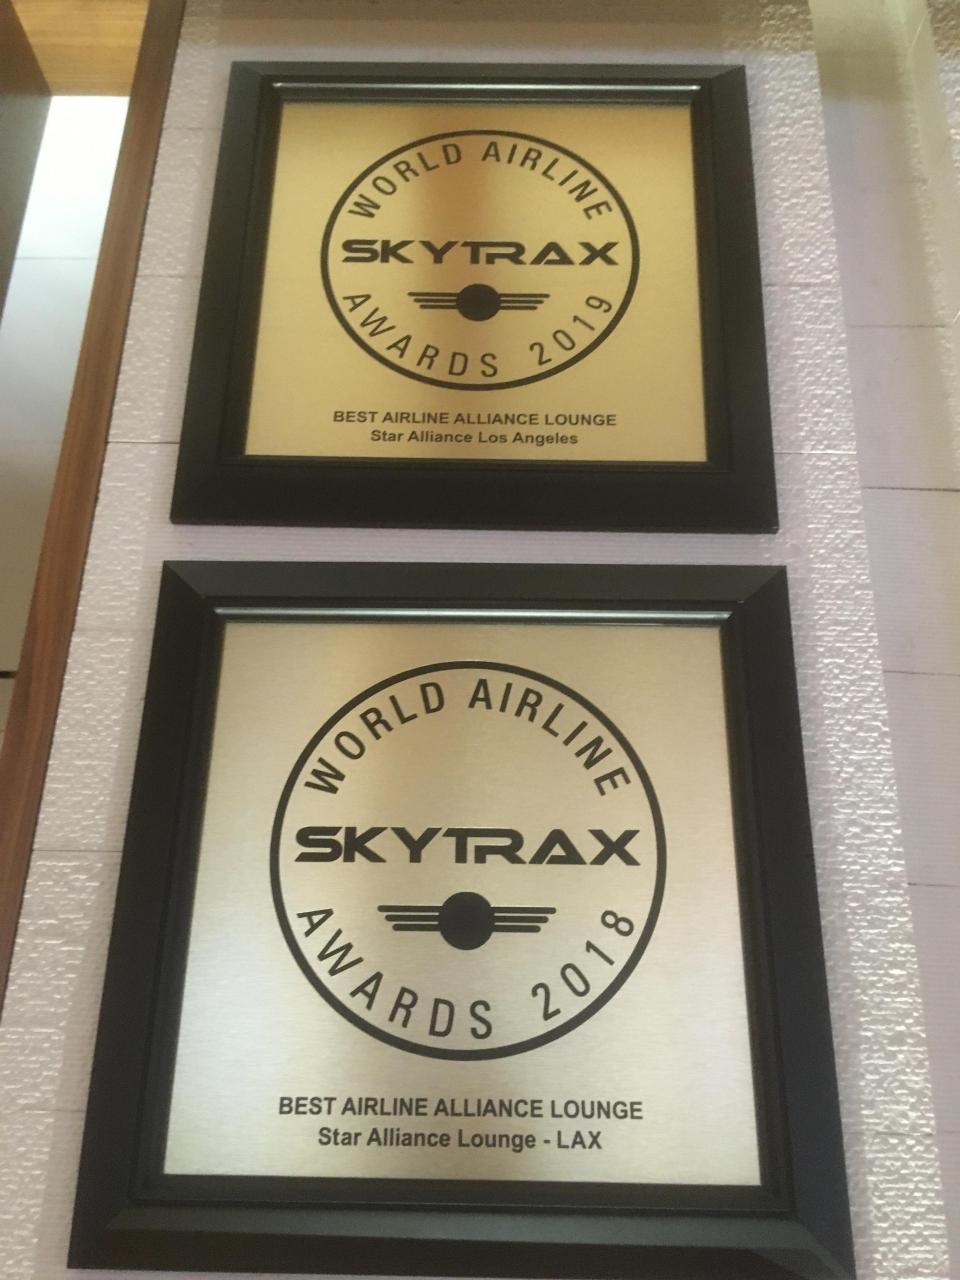 WORLD AIRLINE
SKYTRAX
AWARDS 2019
BEST AIRLINE ALLIANCE LOUNGE
Star Alliance Los Angeles
WORLD AIRLINE
SKYTRAX
AWARDS 2018
BEST AIRLINE ALLIANCE LOUNGE
Star Alliance Lounge - LAX